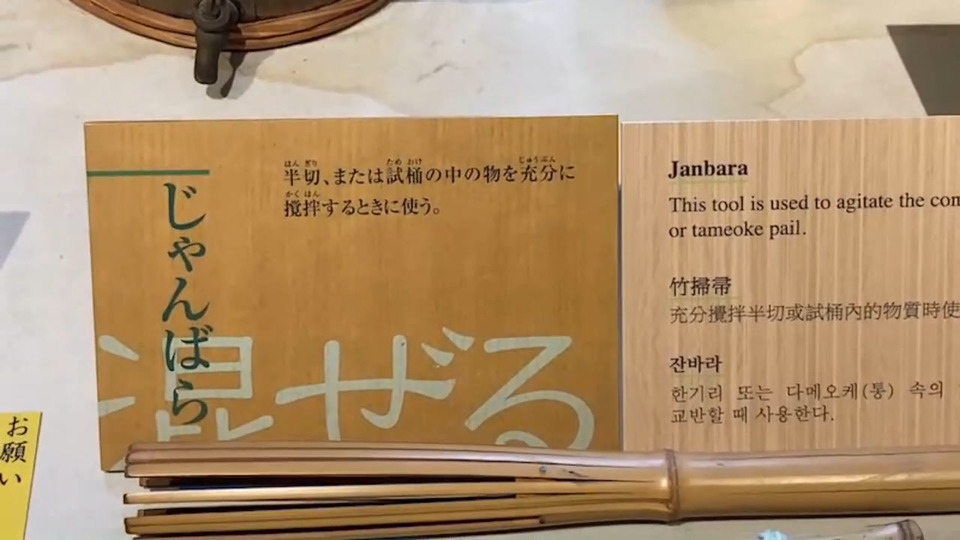 じゃんばら
半切、または試桶の中の物を充分に
攪拌するときに使う。
混ぜる
Janbara
This tool is used to agitate the
or tameoke pail.
竹掃帚
充分攪拌半切或試桶內的物質時使
잔바라
한기리 또는 다메오케(통) 속의
교반할 때 사용한다.
お願い